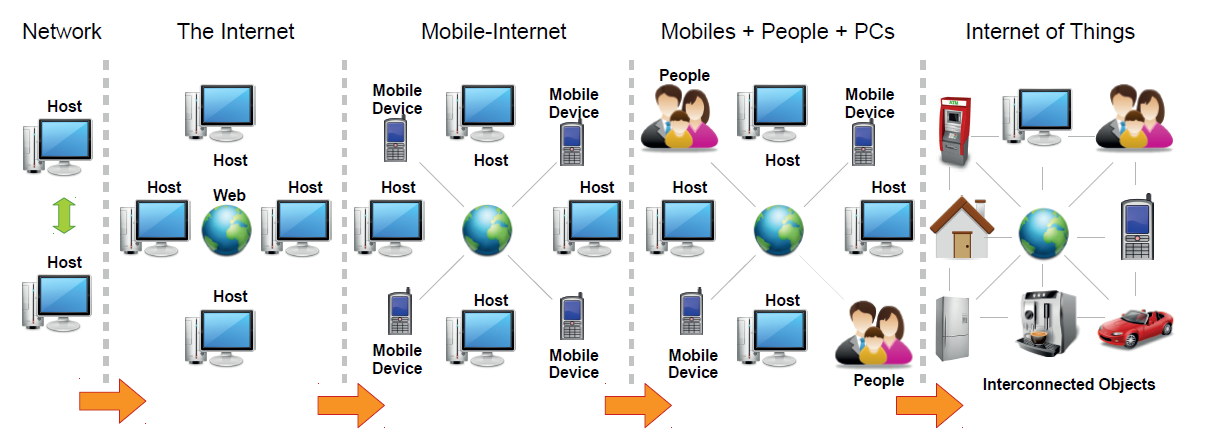 Network
The Internet
Mobile-Internet
Mobiles + People + PCs
Internet of Things
Host
Host
Host
Host
Web
Host
Host
Mobile
Device
Host
Mobile
Device
Host
Host
Host
Mobile
Device
Mobile
Device
People
Host
Mobile
Device
Host
Host
Host
Mobile
Device
People
ATM
Interconnected Objects